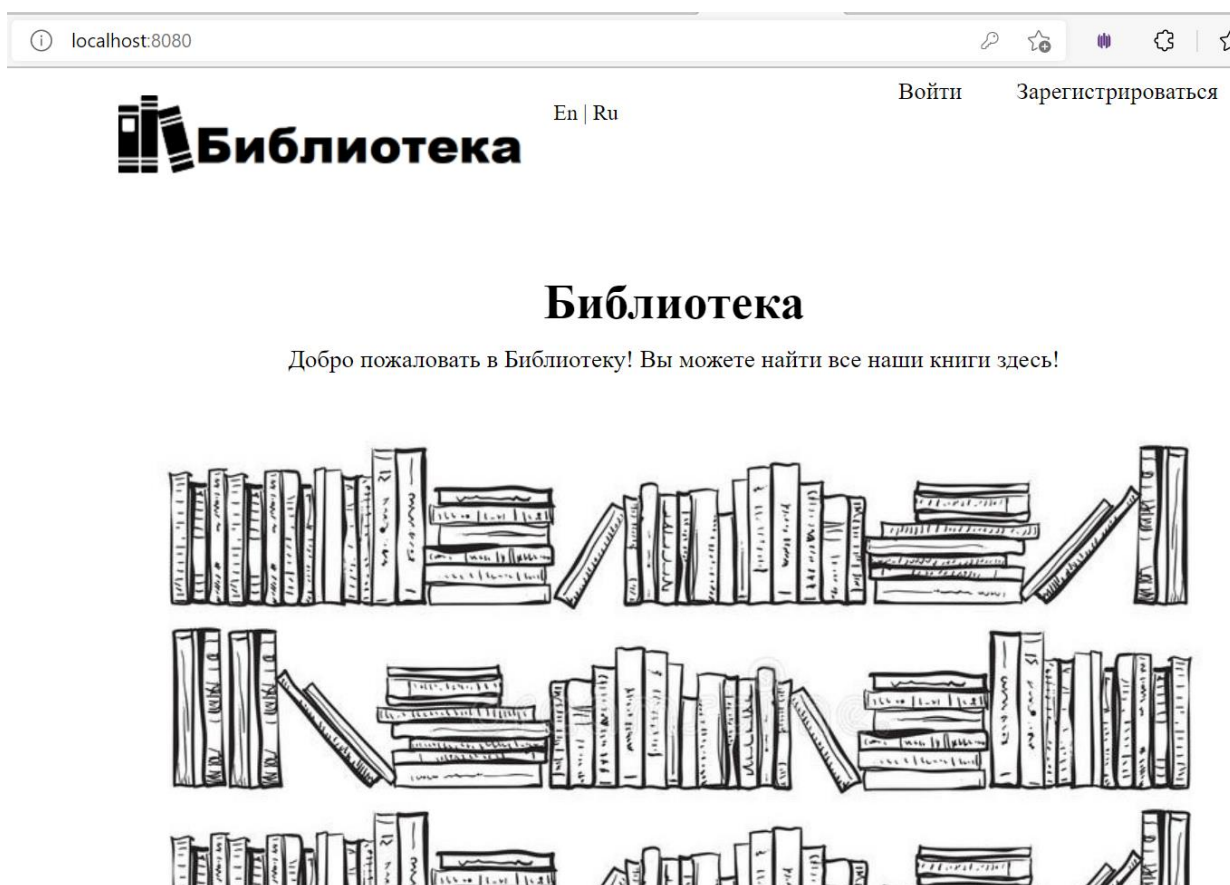 localhost:8080
Войти Зарегистрироваться
En | Ru
Библиотека
Библиотека
Добро пожаловать в Библиотеку! Вы можете найти все наши книги здесь!